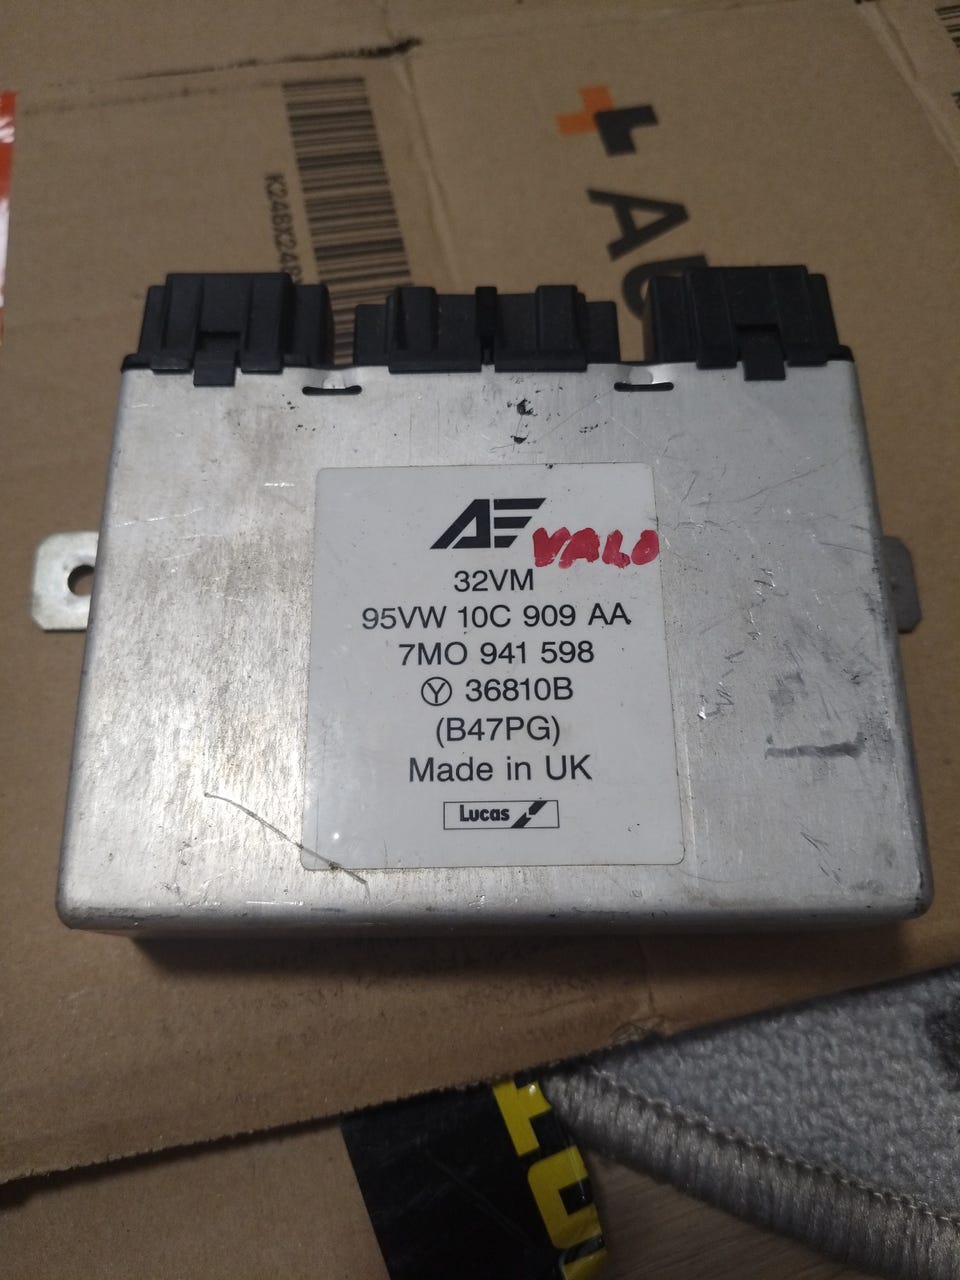 AE
VALO
32VM
95VW 10C 909 AA
7MO 941 598
Y 36810B
(B47PG)
Made in UK
Lucas